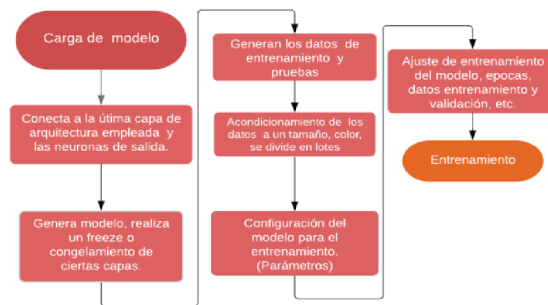 Carga de modelo
Conecta a la útima capa de
arquitectura empleada y
las neuronas de salida.
Genera modelo, realiza
un freeze o
congelamiento de
ciertas capas.
Generan los datos de
entrenamiento y
pruebas
Acondicionamiento de los
datos a un tamaño, color,
se divide en lotes
Configuración del
modelo para el
entrenamiento.
(Parámetros)
Ajuste de entrenamiento
del modelo, epocas,
datos entrenamiento y
validación, etc.
Entrenamiento